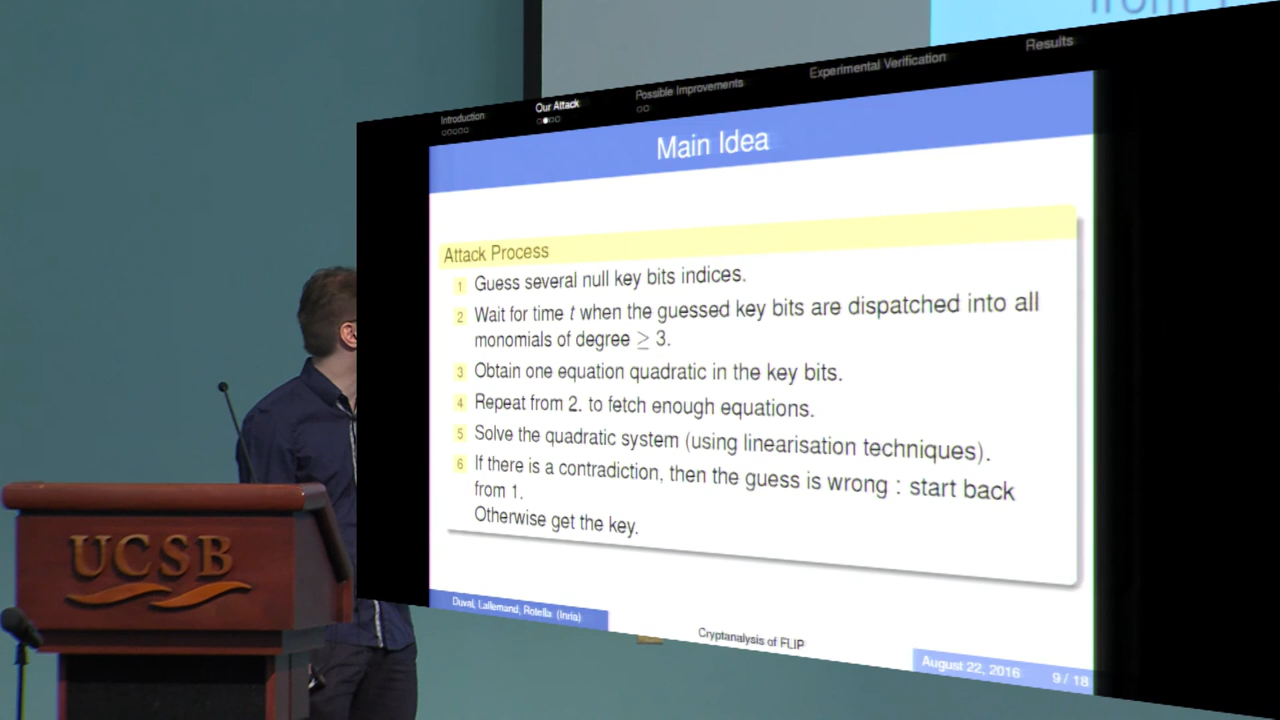 Introduction
Our Attack
Possible Improvements
Experimental Verification
Results
Main Idea
Attack Process
1 Guess several null key bits indices.
2 Wait for time t when the guessed key bits are dispatched into all
monomials of degree ≥ 3.
3 Obtain one equation quadratic in the key bits.
4 Repeat from 2. to fetch enough equations.
5 Solve the quadratic system (using linearisation techniques).
6 If there is a contradiction, then the guess is wrong : start back
from 1.
Otherwise get the key.
Duval, Lallemand, Rotella (Inria)
Cryptanalysis of FLIP
August 22, 2016
9 / 18
UCSB